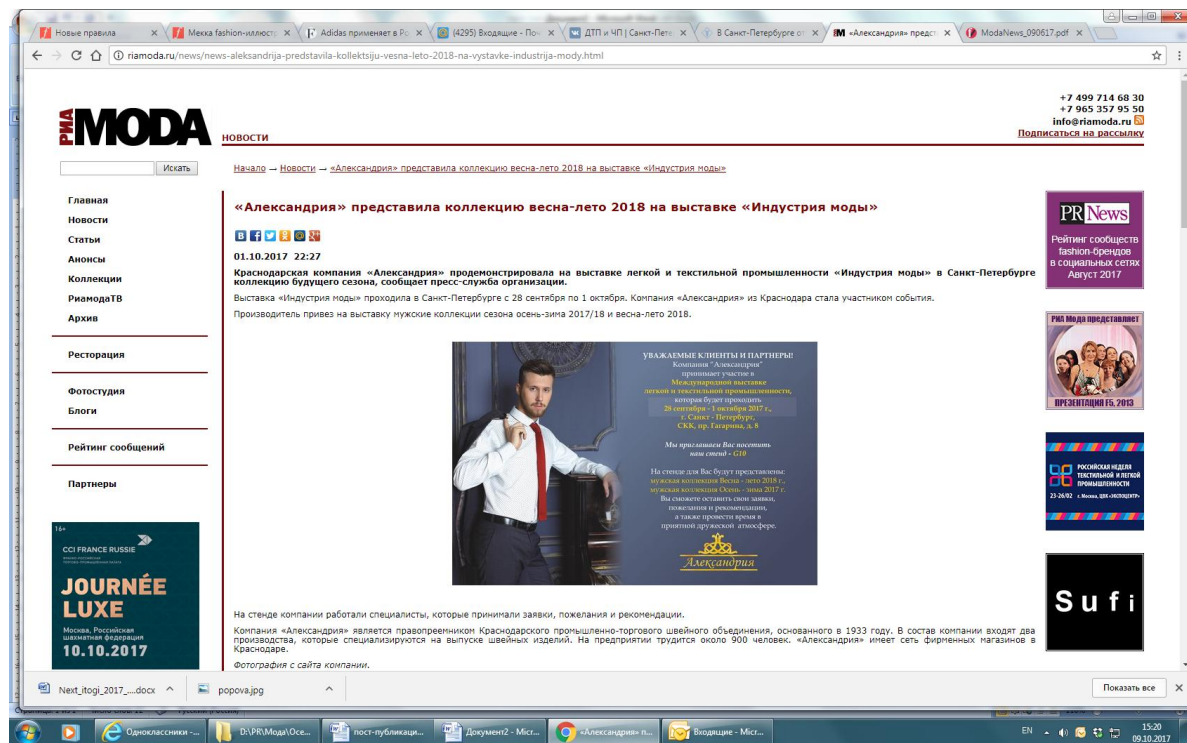 Новые правила
Мекка fashion-иллюст
Adidas применяет в Ро
(4295) Входящие - Поч
ДТП и ЧП | Санкт-Пете
В Санкт-Петербурге от
«Александрия» предст
ModaNews_090617.pdf
riamoda.ru/news/news-aleksandrija-predstavila-kollektsiju-vesna-leto-2018-na-vystavke-industrija-mody.html
РИА MODA
НОВОСТИ
+7 499 714 68 30
+7 965 357 95 50
info@riamoda.ru
Подписаться на рассылку
Искать
Начало → Новости → «Александрия» представила коллекцию весна-лето 2018 на выставке «Индустрия моды»
Главная
Новости
Статьи
Анонсы
Коллекции
РиамодаТВ
Архив
Ресторация
Фотостудия
Блоги
Рейтинг сообщений
Партнеры
16+
CCI FRANCE RUSSIE
JOURNÉE
LUXE
Москва, Российская
шахматная федерация
10.10.2017
«Александрия» представила коллекцию весна-лето 2018 на выставке «Индустрия моды»
01.10.2017 22:27
Краснодарская компания «Александрия» продемонстрировала на выставке легкой и текстильной промышленности «Индустрия моды» в Санкт-Петербурге
коллекцию будущего сезона, сообщает пресс-служба организации.
Выставка «Индустрия моды» проходила в Санкт-Петербурге с 28 сентября по 1 октября. Компания «Александрия» из Краснодара стала участником события.
Производитель привез на выставку мужские коллекции сезона осень-зима 2017/18 и весна-лето 2018.
УВАЖАЕМЫЕ КЛИЕНТЫ И ПАРТНЕРЫ!
Компания "Александрия"
принимает участие в
Международной выставке
легкой и текстильной промышленности,
которая будет проходить
28 сентября - 1 октября 2017 г.,
г. Санкт - Петербург,
СКК, пр. Гагарина, д. 8
Мы приглашаем Вас посетить
наш стенд - G10
На стенде для Вас будут представлены:
мужская коллекция Весна - лето 2018 г.,
мужская коллекция Осень - зима 2017 г.
Вы сможете оставить свои заявки,
пожелания и рекомендации,
а также провести время в
приятной дружеской атмосфере.
Александрия
На стенде компании работали специалисты, которые принимали заявки, пожелания и рекомендации.
Компания «Александрия» является правопреемником Краснодарского промышленно-торгового швейного объединения, основанного в 1933 году. В состав компании входят два
производства, которые специализируются на выпуске швейных изделий. На предприятии трудится около 900 человек. «Александрия» имеет сеть фирменных магазинов в
Краснодаре.
Фотография с сайта компании.
PR News
Рейтинг сообществ
fashion-брендов
в социальных сетях
Август 2017
РИА Мода представляет
ПРЕЗЕНТАЦИЯ F5, 2013
РОССИЙСКАЯ НЕДЕЛЯ
ТЕКСТИЛЬНОЙ И ЛЕГКОЙ
ПРОМЫШЛЕННОСТИ
23-26/02 г. Москва, ЦВК «ЭКСПОЦЕНТР»
Sufi
Next_itogi_2017_....docx
popova.jpg
Показать все
Одноклассники -...
D:\PR\Мода\Осе...
пост-публикаци...
Документ2 - Micr...
«Александрия» п...
Входящие - Micr...
EN
15:20
09.10.2017